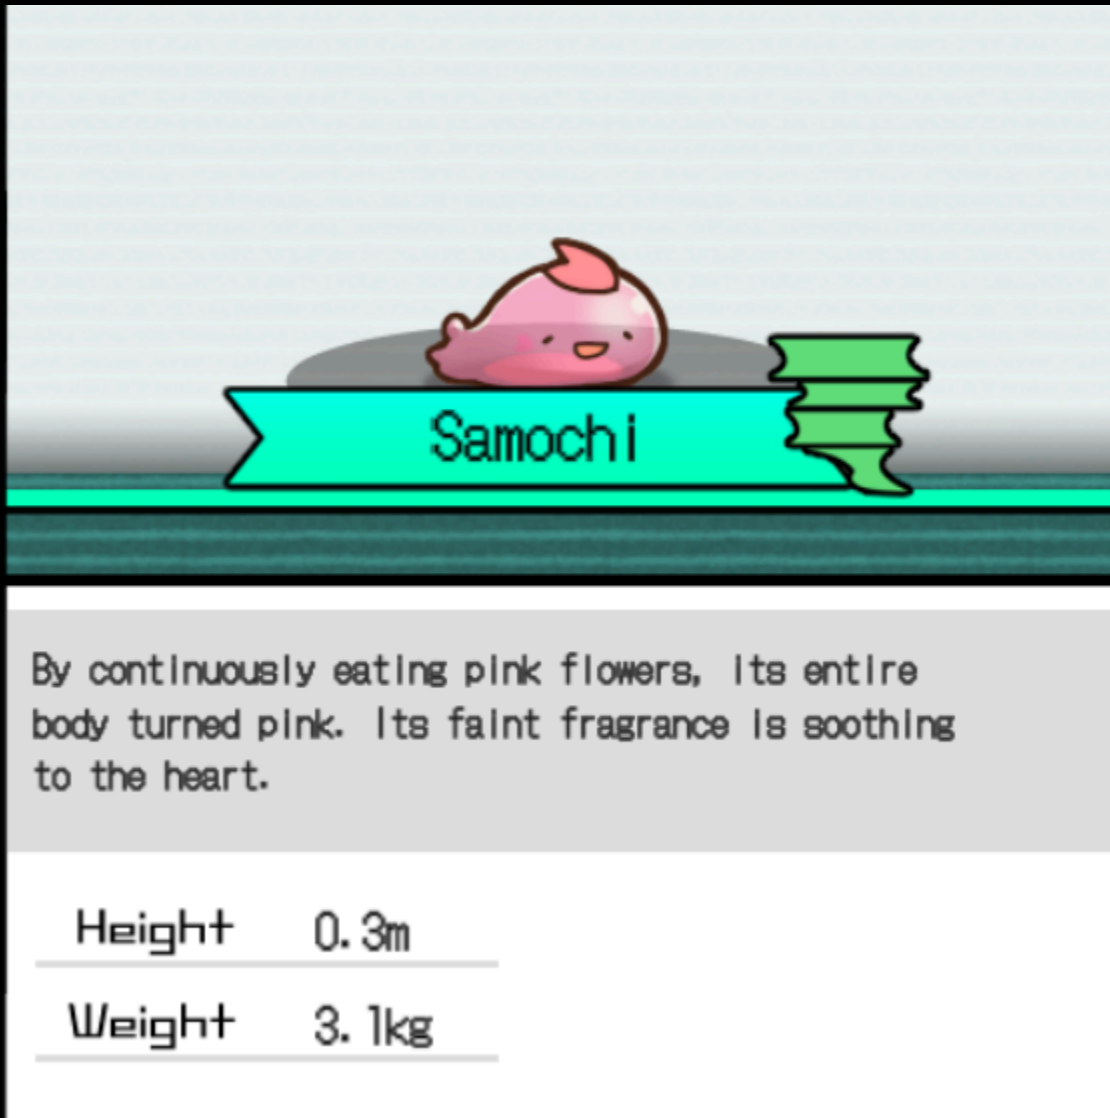 Samochi
By continuously eating pink flowers, its entire
body turned pink. Its faint fragrance is soothing
to the heart.
Height 0.3m
Weight 3.1kg